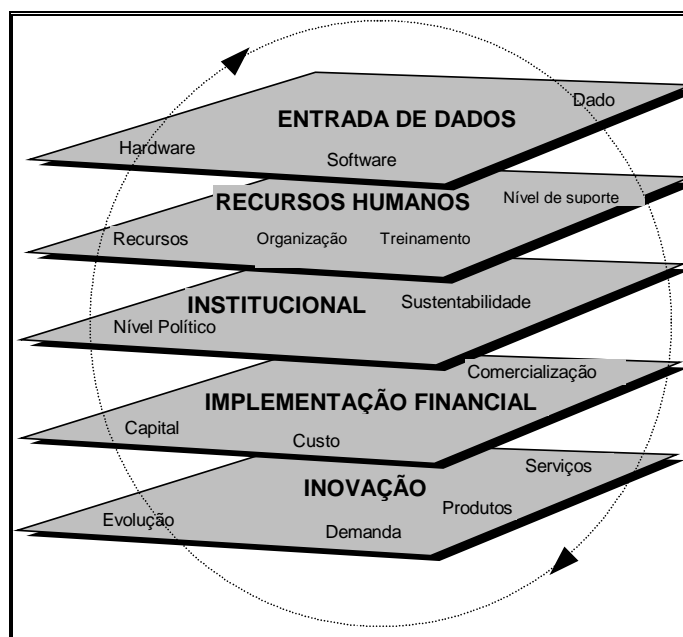 Dado
ENTRADA DE DADOS
Hardware
Software
Nível de suporte
RECURSOS HUMANOS
Recursos Organização Treinamento
Sustentabilidade
INSTITUCIONAL
Nível Político
Comercialização
IMPLEMENTAÇÃO FINANCIAL
Capital
Custo
Serviços
INOVAÇÃO
Produtos
Evolução
Demanda